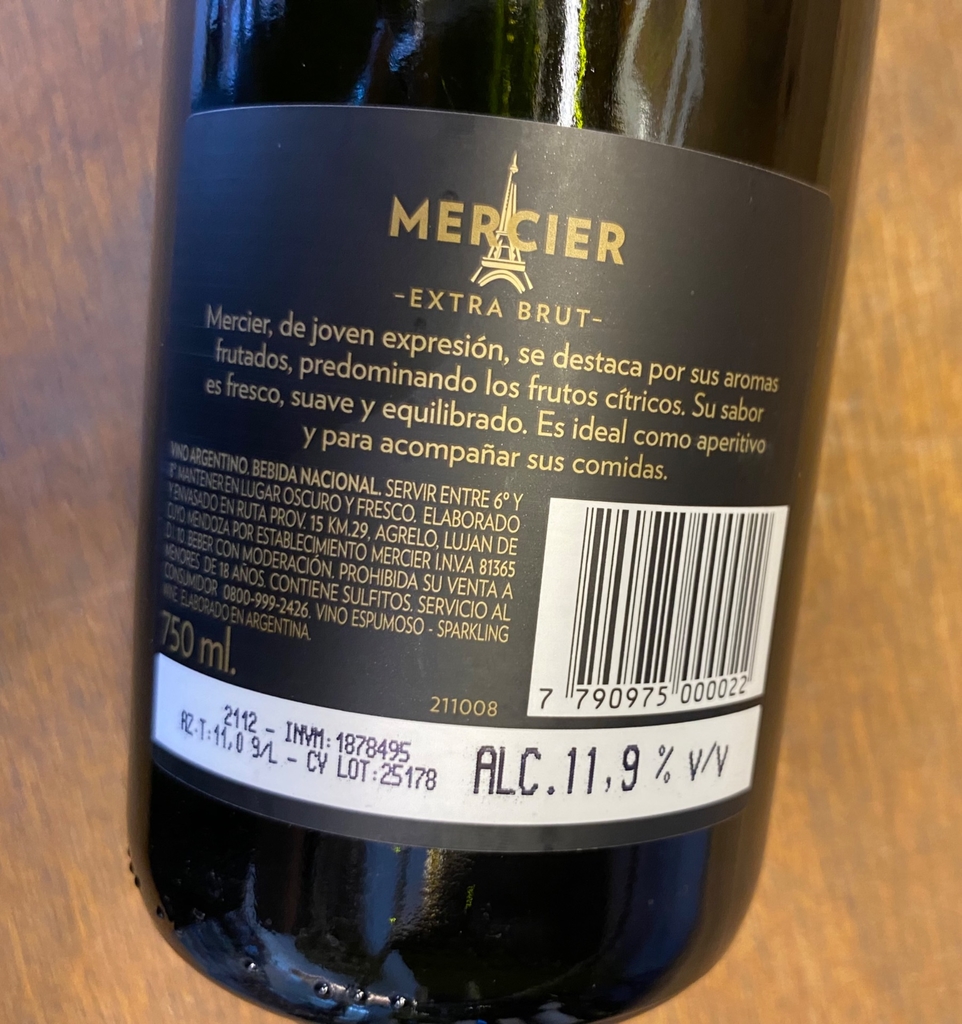 MERCIER
-EXTRA BRUT-
Mercier, de joven expresión, se destaca por sus aromas
frutados, predominando los frutos cítricos. Su sabor
es fresco, suave y equilibrado. Es ideal como aperitivo
y para acompañar sus comidas.
VINO ARGENTINO. BEBIDA NACIONAL. SERVIR ENTRE 6° Y
8° MANTENER EN LUGAR OSCURO Y FRESCO. ELABORADO
Y ENVASADO EN RUTA PROV. 15 KM.29, AGRELO, LUJAN DE
CUYO MENDOZA POR ESTABLECIMIENTO MERCIER I.N.V.A 81365
10. BEBER CON MODERACIÓN. PROHIBIDA SU VENTA A
MENORES DE 18 AÑOS. CONTIENE SULFITOS. SERVICIO AL
CONSUMIDOR 0800-999-2426. VINO ESPUMOSO - SPARKLING
WINE. ELABORADO EN ARGENTINA.
750 ml.
211008
7 790975 000022
2112 - INVM: 1878495
AZ.T:11,0 9/L - CV LOT:25178
ALC.11,9 % V/V